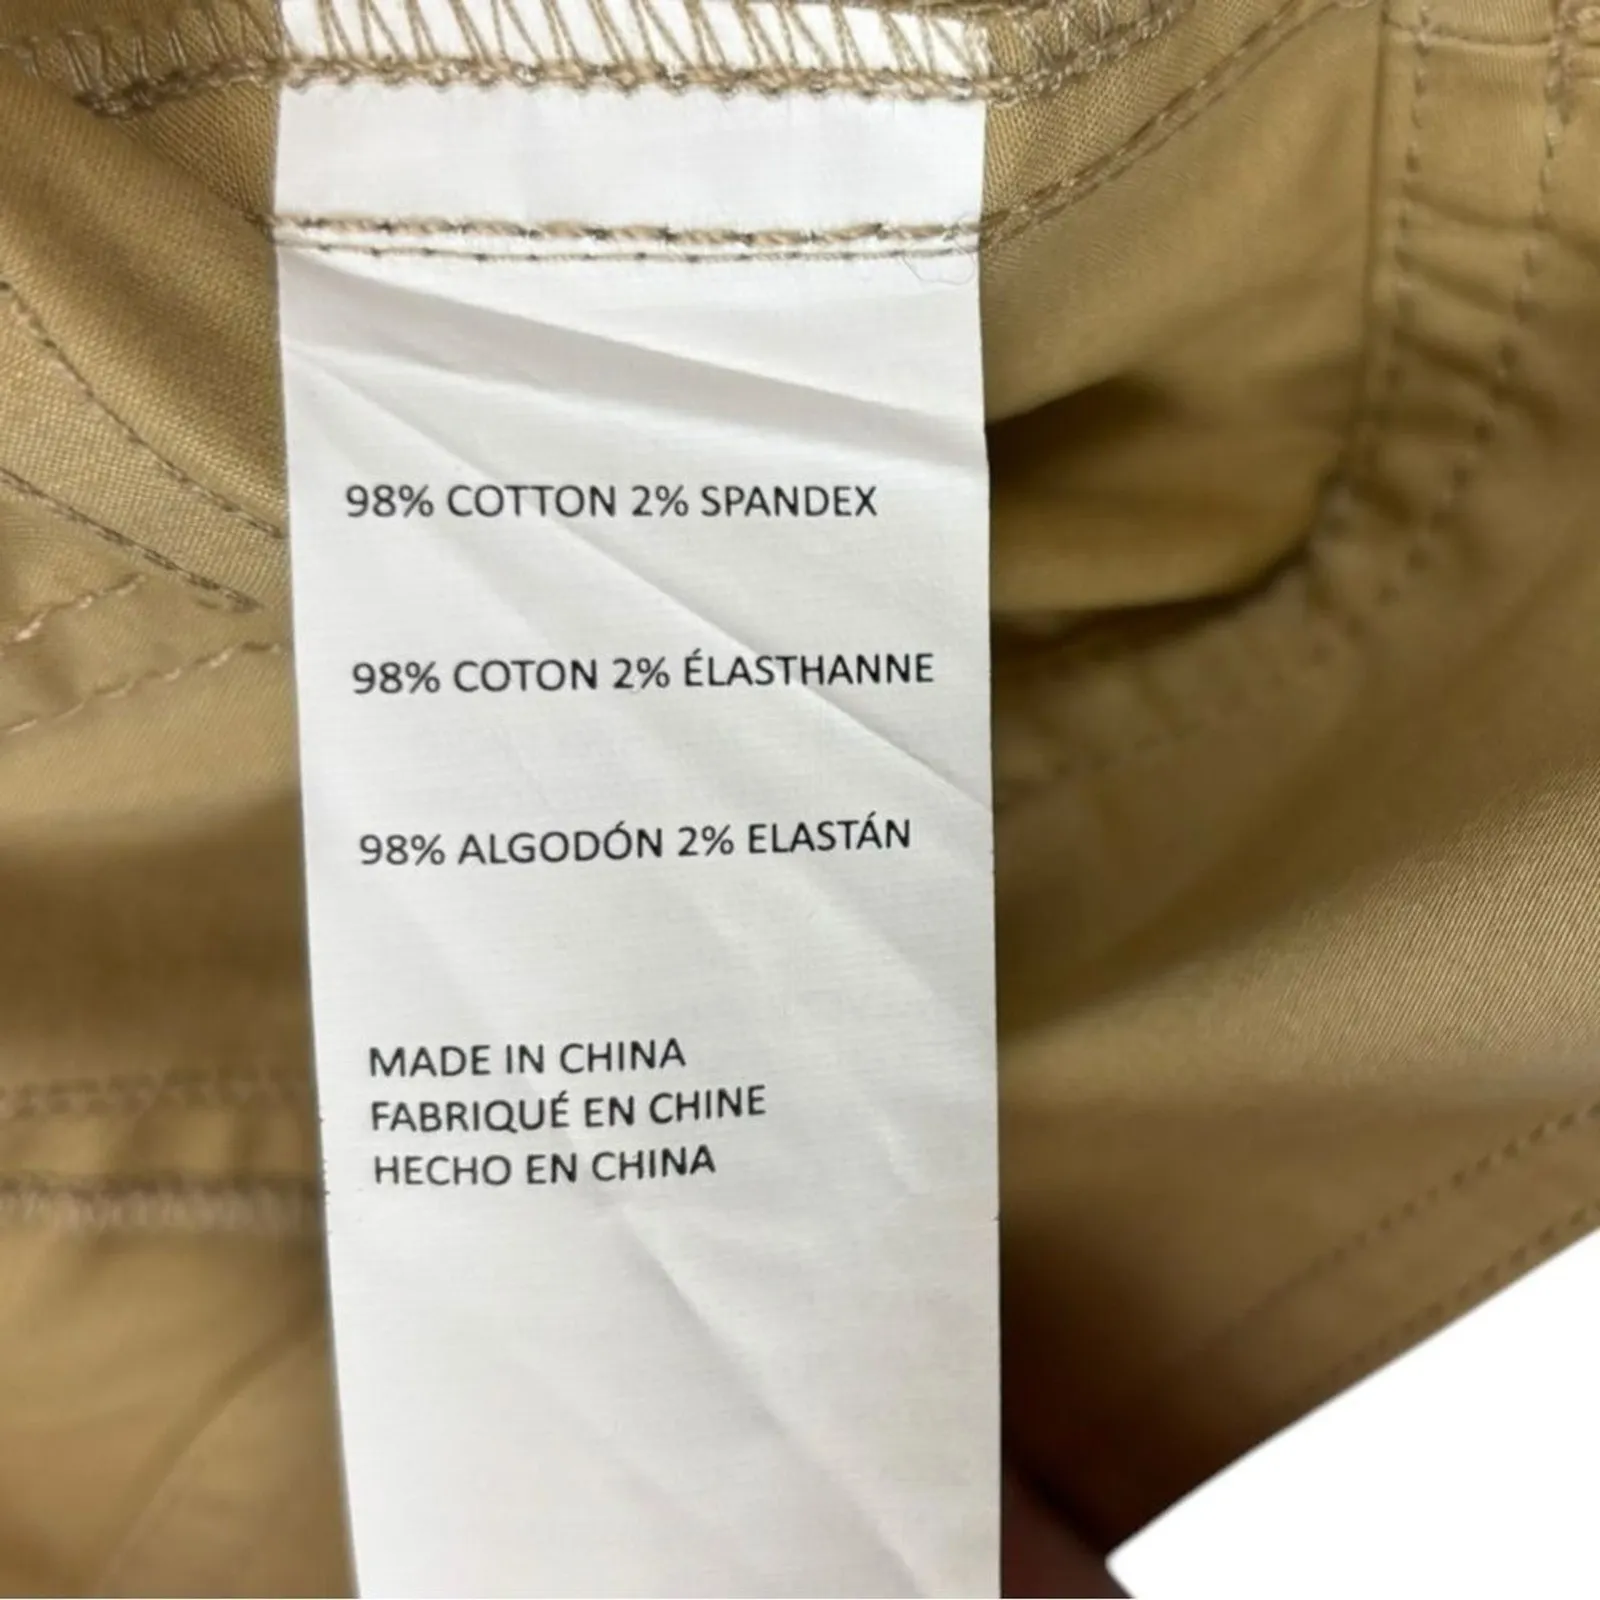 98% COTTON 2% SPANDEX
98% COTON 2% ÉLASTHANNE
98% ALGODÓN 2% ELASTÁN
MADE IN CHINA
FABRIQUÉ EN CHINE
HECHO EN CHINA